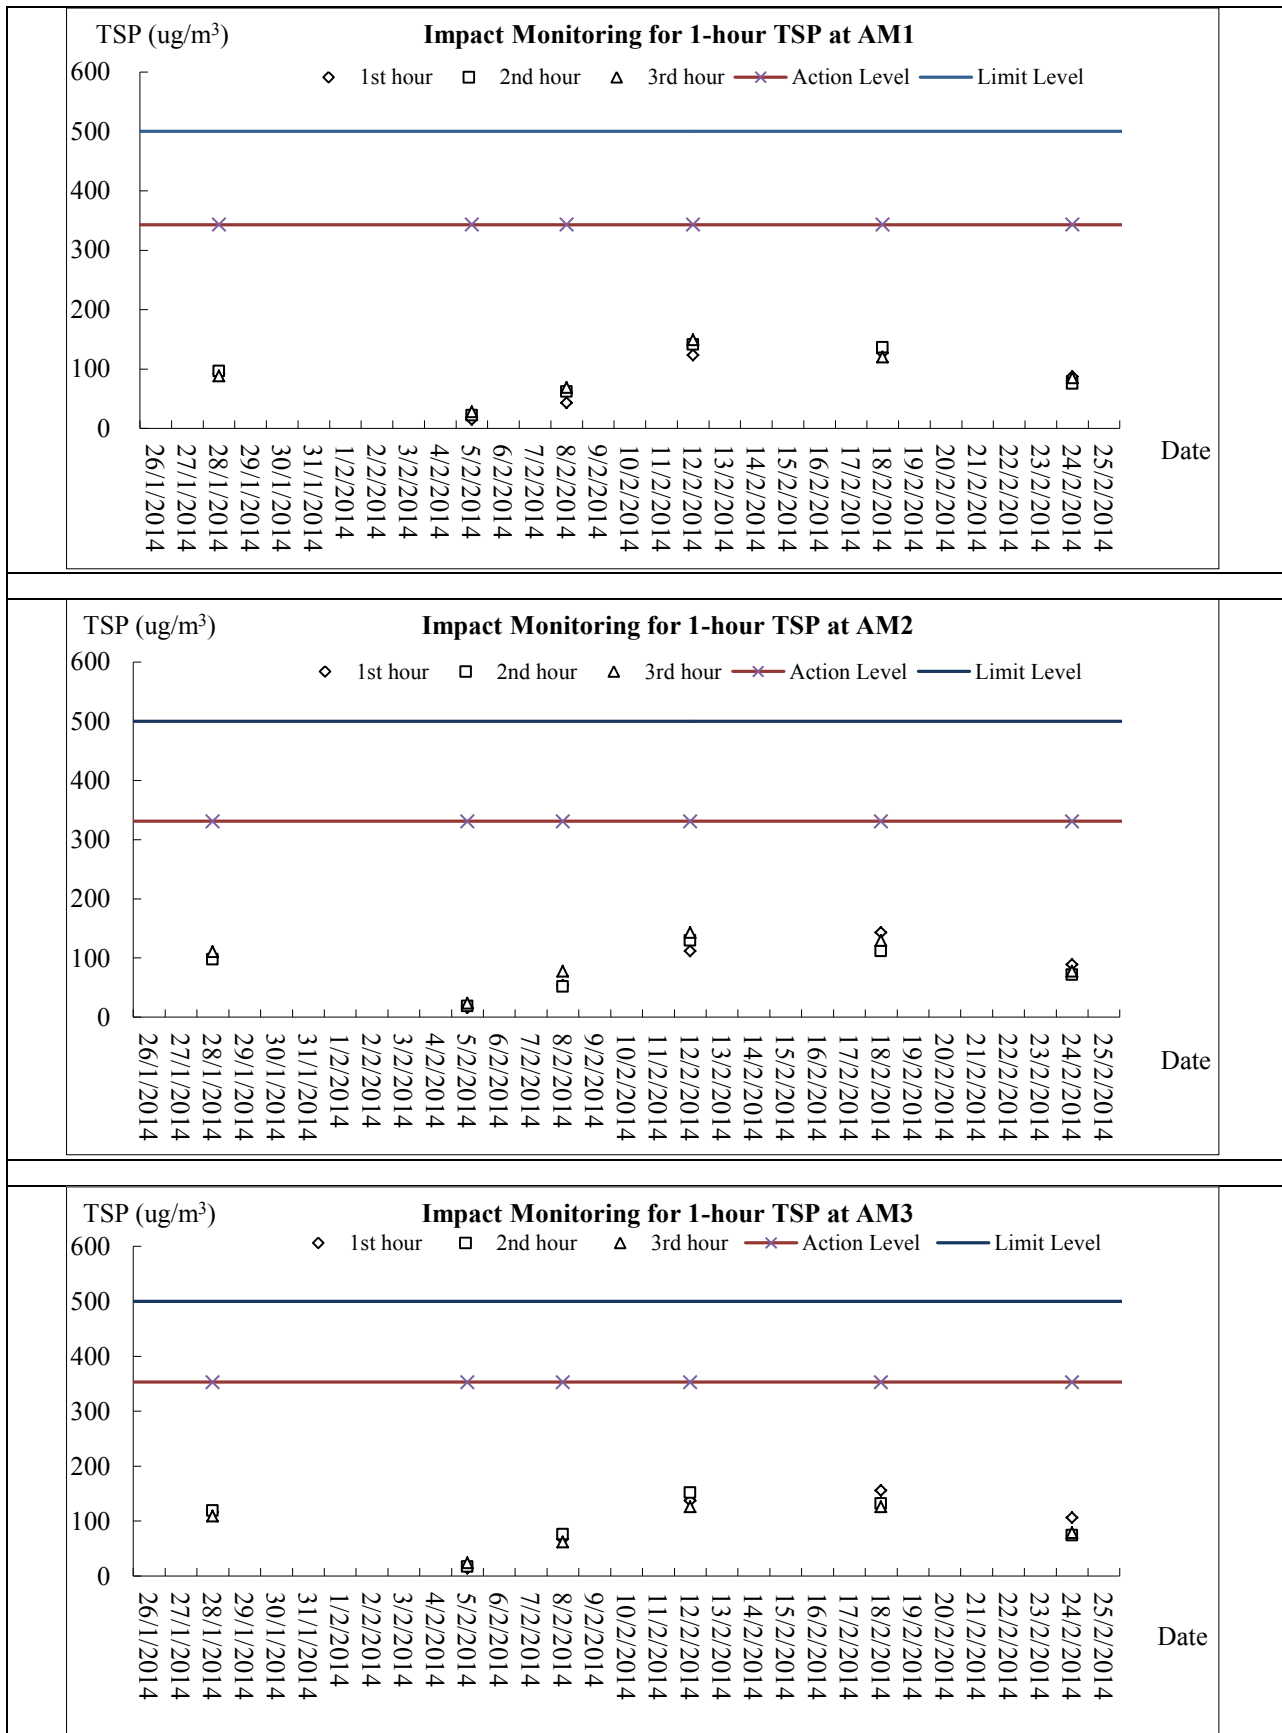 TSP (ug/m³) Impact Monitoring for 1-hour TSP at AM1
1st hour 2nd hour 3rd hour Action Level Limit Level
600
500
400
300
200
100
0
26/1/2014 27/1/2014 28/1/2014 29/1/2014 30/1/2014 31/1/2014 1/2/2014 2/2/2014 3/2/2014 4/2/2014 5/2/2014 6/2/2014 7/2/2014 8/2/2014 9/2/2014 10/2/2014 11/2/2014 12/2/2014 13/2/2014 14/2/2014 15/2/2014 16/2/2014 17/2/2014 18/2/2014 19/2/2014 20/2/2014 21/2/2014 22/2/2014 23/2/2014 24/2/2014 25/2/2014
Date
TSP (ug/m³) Impact Monitoring for 1-hour TSP at AM2
1st hour 2nd hour 3rd hour Action Level Limit Level
600
500
400
300
200
100
0
26/1/2014 27/1/2014 28/1/2014 29/1/2014 30/1/2014 31/1/2014 1/2/2014 2/2/2014 3/2/2014 4/2/2014 5/2/2014 6/2/2014 7/2/2014 8/2/2014 9/2/2014 10/2/2014 11/2/2014 12/2/2014 13/2/2014 14/2/2014 15/2/2014 16/2/2014 17/2/2014 18/2/2014 19/2/2014 20/2/2014 21/2/2014 22/2/2014 23/2/2014 24/2/2014 25/2/2014
Date
TSP (ug/m³) Impact Monitoring for 1-hour TSP at AM3
1st hour 2nd hour 3rd hour Action Level Limit Level
600
500
400
300
200
100
0
26/1/2014 27/1/2014 28/1/2014 29/1/2014 30/1/2014 31/1/2014 1/2/2014 2/2/2014 3/2/2014 4/2/2014 5/2/2014 6/2/2014 7/2/2014 8/2/2014 9/2/2014 10/2/2014 11/2/2014 12/2/2014 13/2/2014 14/2/2014 15/2/2014 16/2/2014 17/2/2014 18/2/2014 19/2/2014 20/2/2014 21/2/2014 22/2/2014 23/2/2014 24/2/2014 25/2/2014
Date